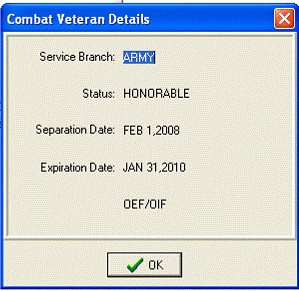 Combat Veteran Details
Service Branch: ARMY
Status: HONORABLE
Separation Date: FEB 1,2008
Expiration Date: JAN 31,2010
OEF/OIF
OK